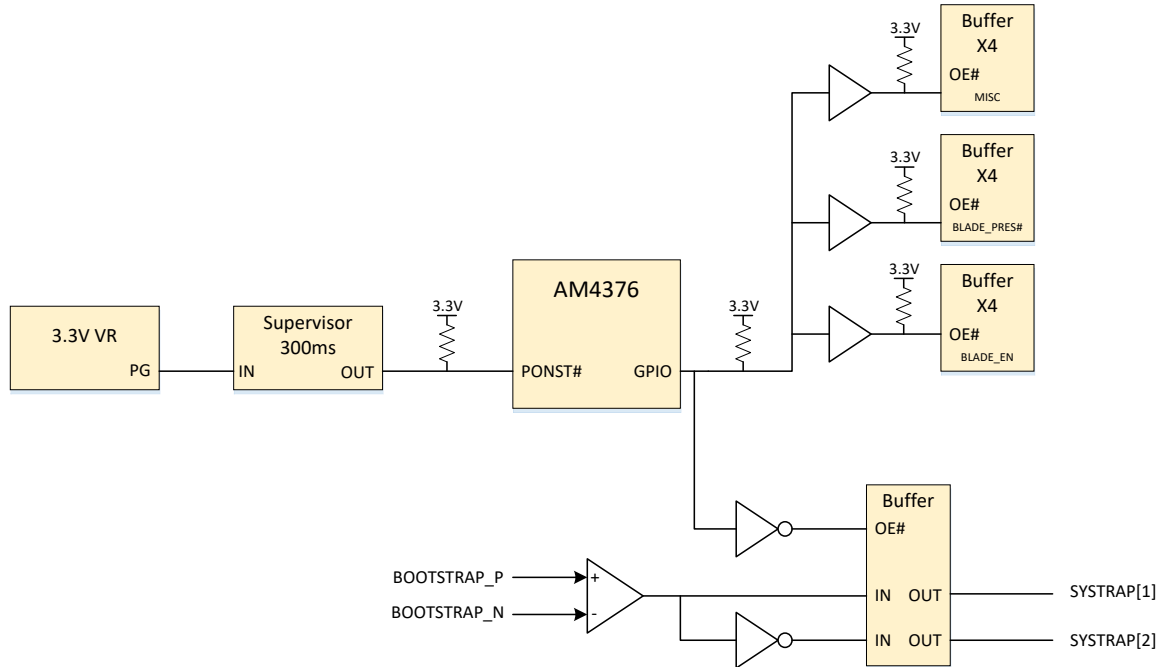 3.3V
Buffer
X4
OE#
MISC
3.3V
Buffer
X4
OE#
BLADE_PRES#
3.3V
Buffer
X4
OE#
BLADE_EN
3.3V VR
PG
Supervisor
300ms
IN
OUT
3.3V
AM4376
PONST#
GPIO
3.3V
Buffer
OE#
IN
OUT
IN
OUT
BOOTSTRAP_P
BOOTSTRAP_N
+
-
SYSTRAP[1]
SYSTRAP[2]